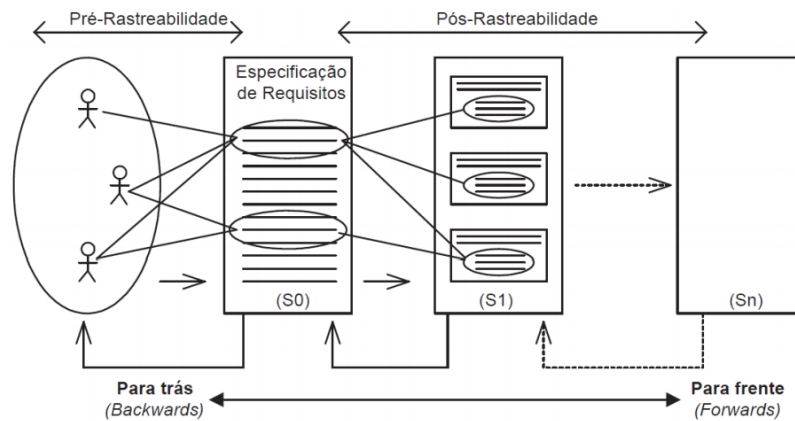 Pré-Rastreabilidade
Pós-Rastreabilidade
Especificação
de Requisitos
(S0)
(S1)
(Sn)
Para trás
(Backwards)
Para frente
(Forwards)